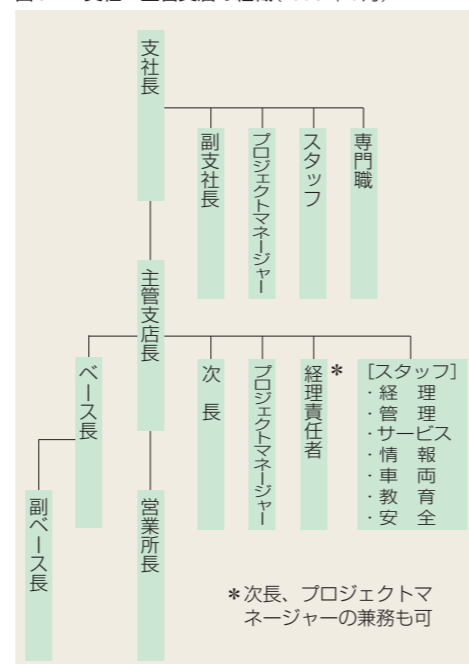 支社長
副支社長
プロジェクトマネージャー
スタッフ
専門職
主管支店長
ベース長
副ベース長
営業所長
次長
プロジェクトマネージャー
経理責任者
*
[スタッフ]
・経 理
・管 理
・サービス
・情 報
・車 両
・教 育
・安 全
*次長、プロジェクトマ
ネージャーの兼務も可